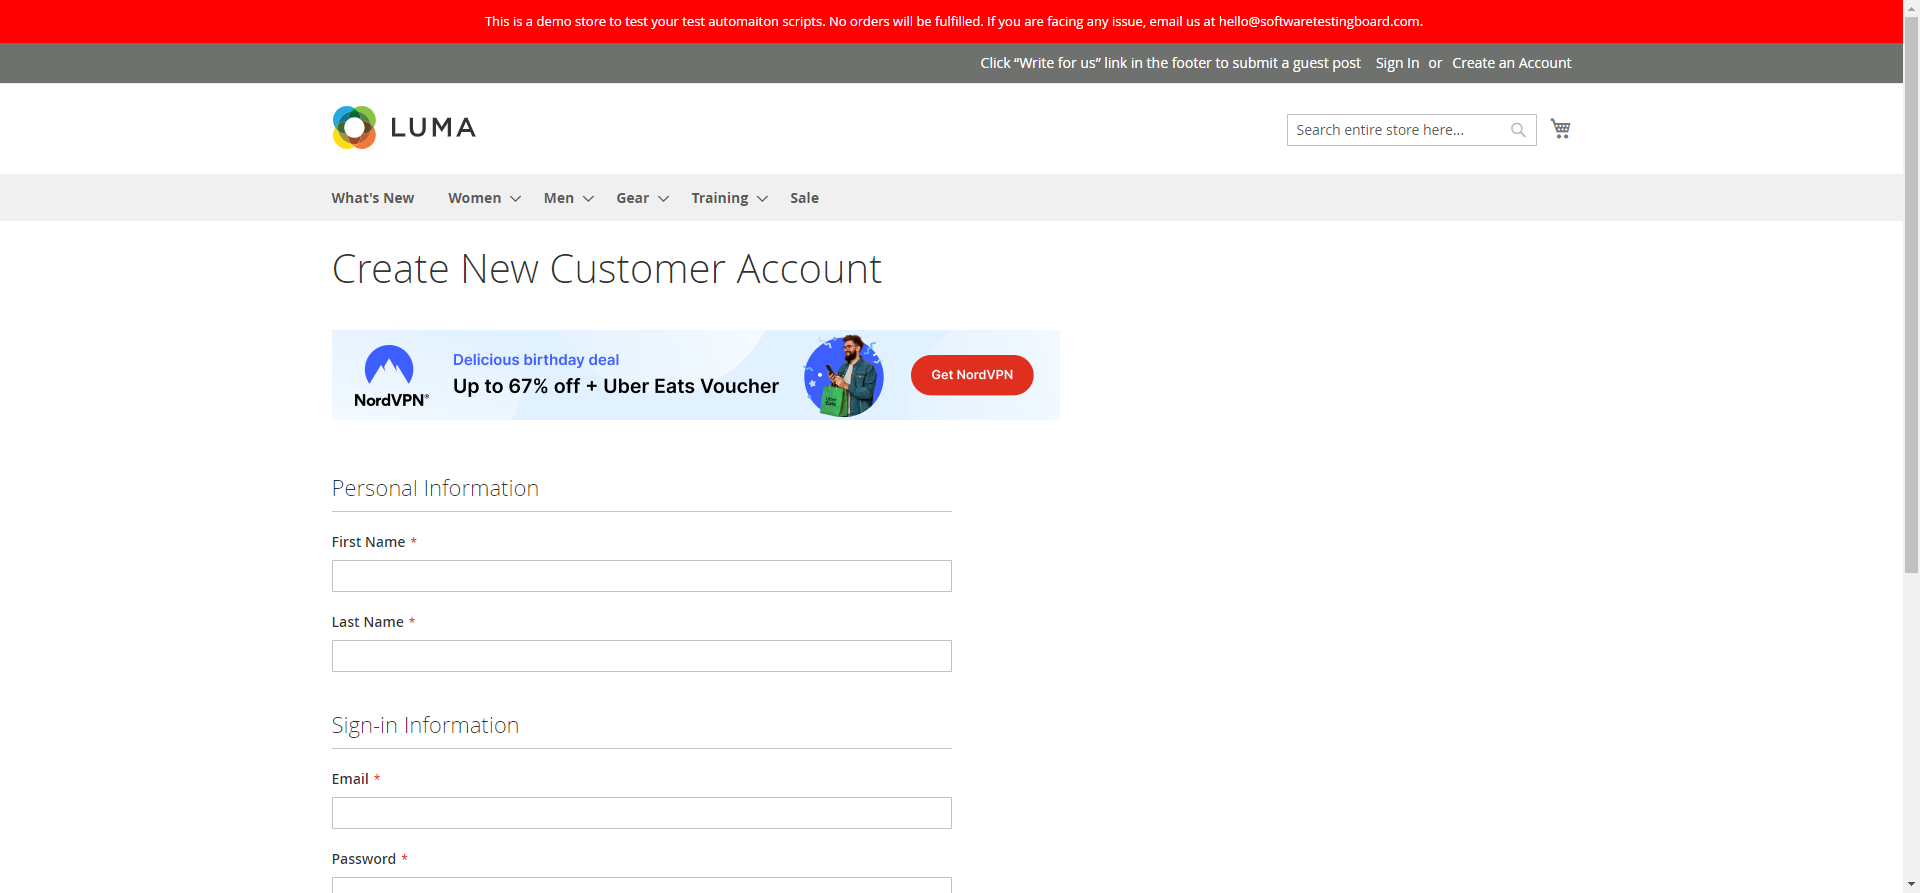 This is a demo store to test your test automaiton scripts. No orders will be fulfilled. If you are facing any issue, email us at hello@softwaretestingboard.com.
Click “Write for us” link in the footer to submit a guest post Sign In or Create an Account
LUMA
Search entire store here...
What's New Women Men Gear Training Sale
Create New Customer Account
NordVPN®
Delicious birthday deal
Up to 67% off + Uber Eats Voucher
Uber
Eats
Get NordVPN
Personal Information
First Name *
Last Name *
Sign-in Information
Email *
Password *